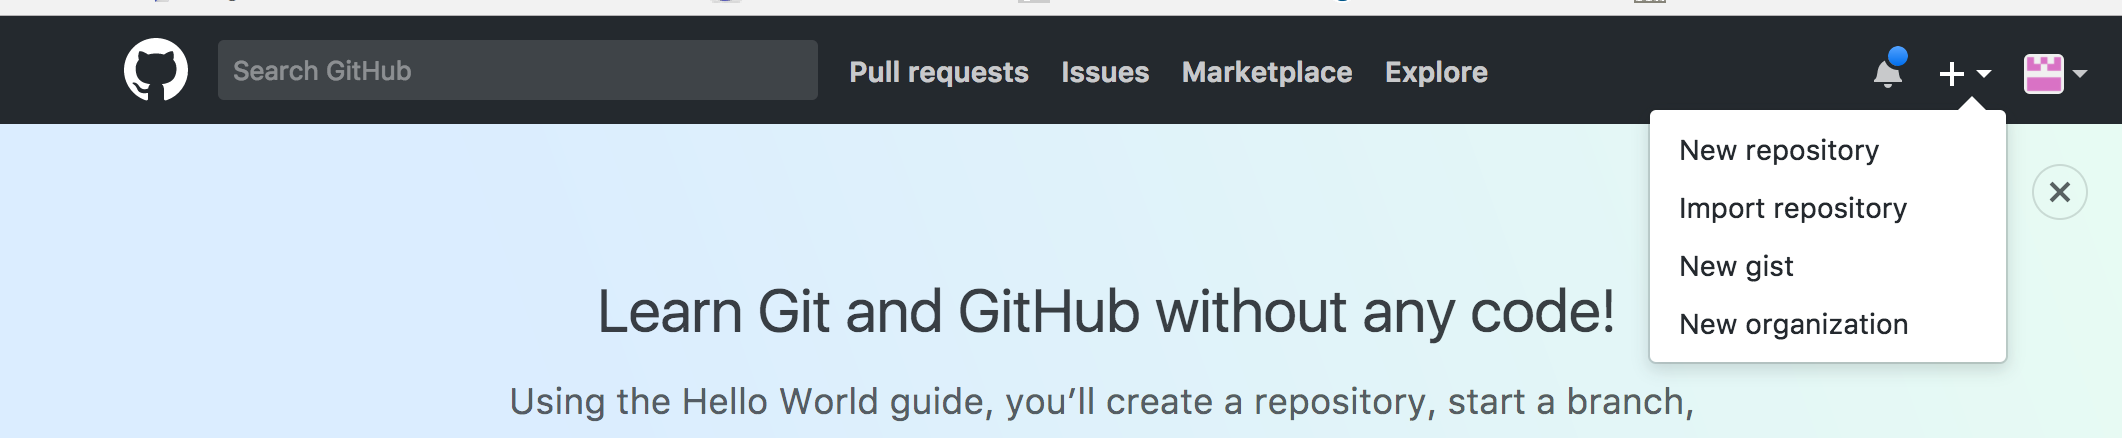 Search GitHub
Pull requests Issues Marketplace Explore
New repository
Import repository
New gist
New organization
Learn Git and GitHub without any code!
Using the Hello World guide, you’ll create a repository, start a branch,